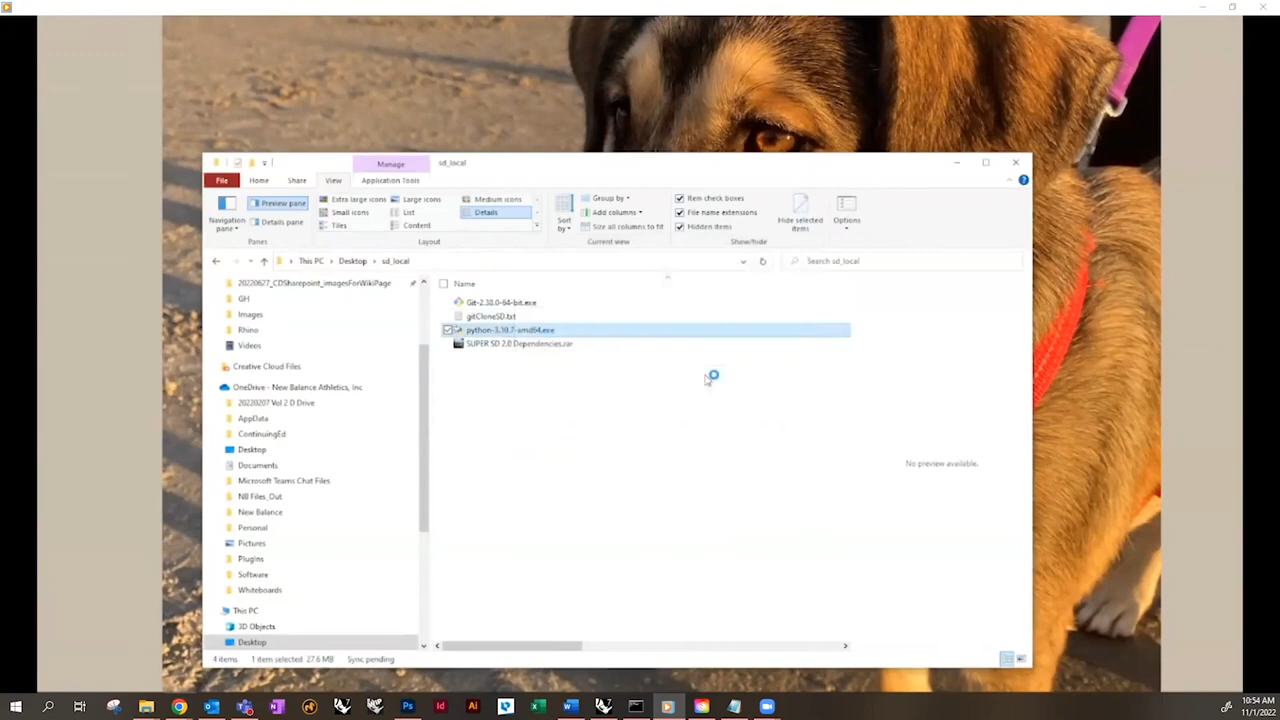 Manage
sd_local
File
Home
Share
View
Application Tools
Navigation pane
Preview pane
Details pane
Panes
Extra large icons
Large icons
Medium icons
Small icons
List
Details
Tiles
Content
Layout
Sort by
Group by
Add columns
Size all columns to fit
Current view
Item check boxes
File name extensions
Hidden items
Hide selected items
Show/hide
Options
This PC
Desktop
sd_local
Search sd_local
20220627_CDSharepoint_imagesForWikiPage
GH
Images
Rhino
Videos
Creative Cloud Files
OneDrive - New Balance Athletics, Inc
20220207 Vol 2 D Drive
AppData
ContinuingEd
Desktop
Documents
Microsoft Teams Chat Files
NB Files_Out
New Balance
Personal
Pictures
Plugins
Software
Whiteboards
This PC
3D Objects
Desktop
Name
Git-2.38.0-64-bit.exe
gitCloneSD.txt
python-3.10.7-amd64.exe
SUPER SD 2.0 Dependencies.rar
No preview available.
4 items
1 item selected 27.6 MB
Sync pending
10:54 AM
11/1/2022